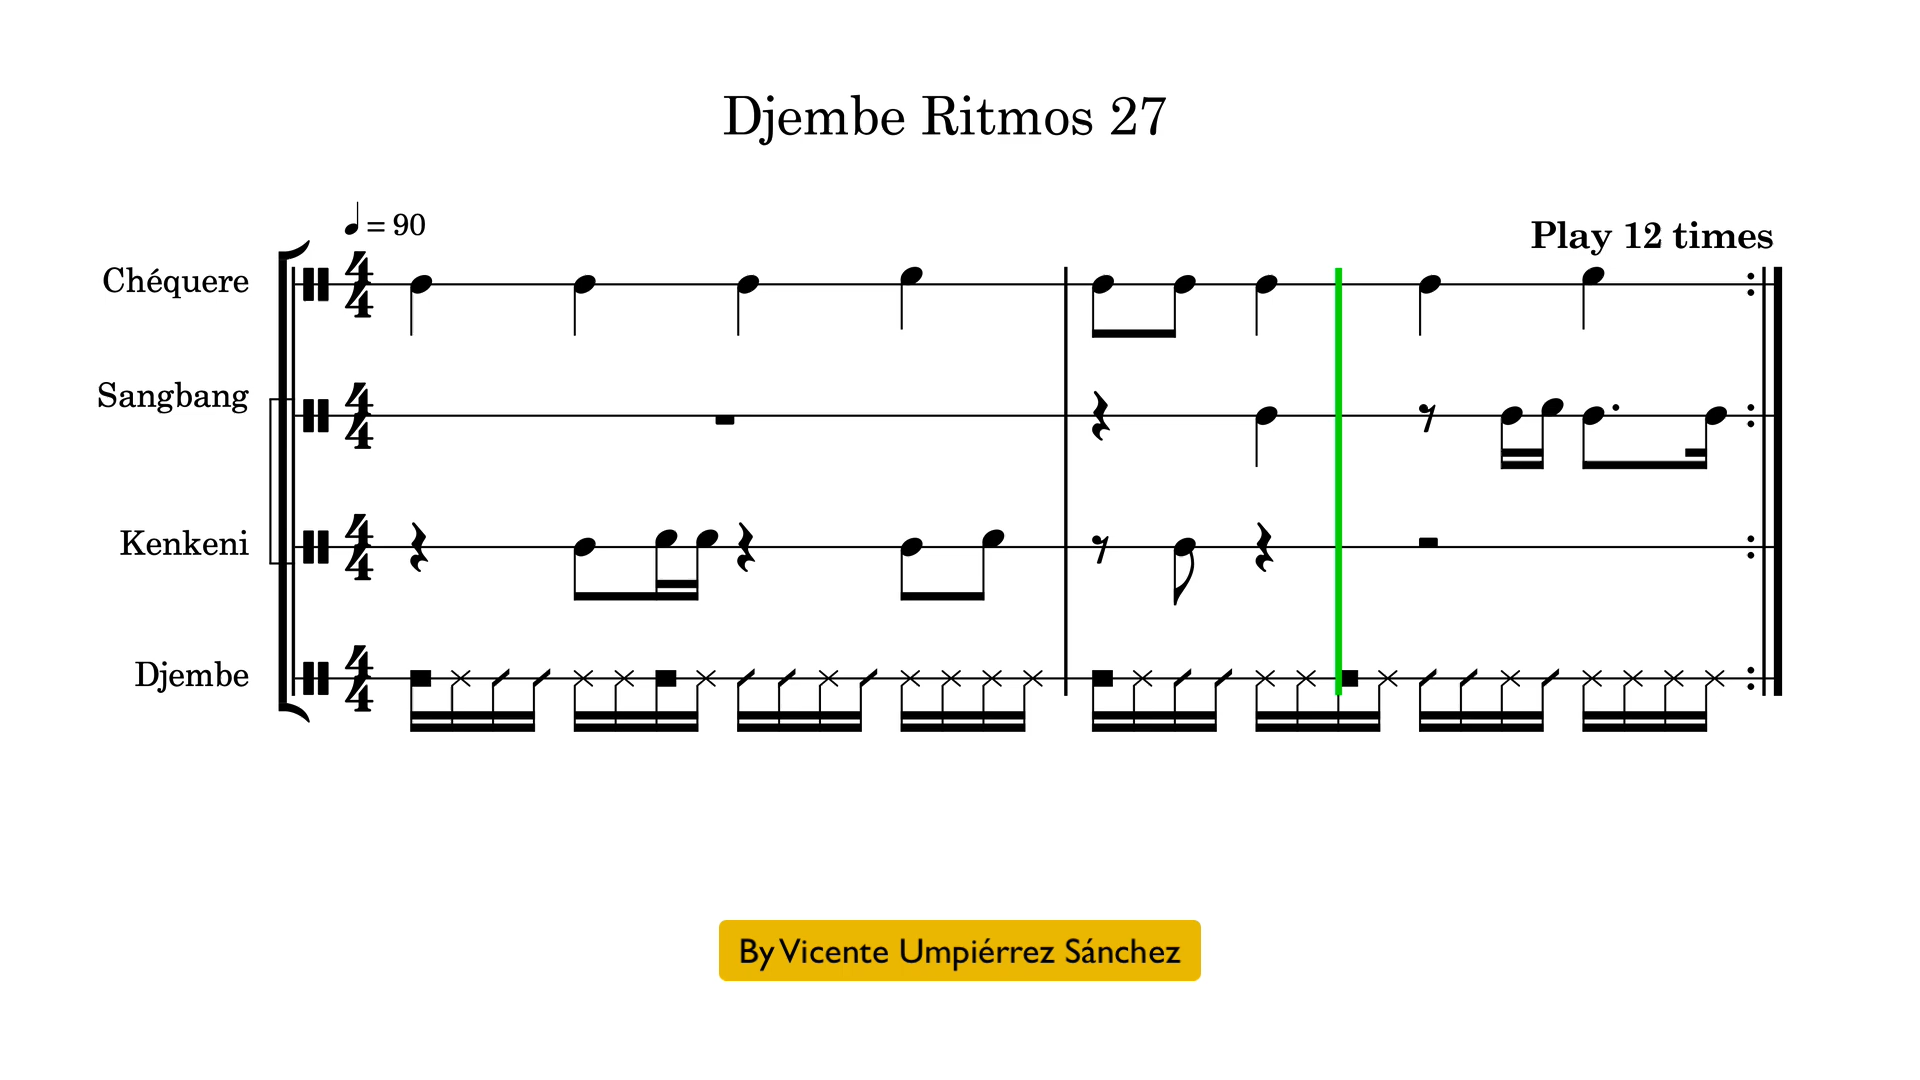 Djembe Ritmos 27
= 90
Play 12 times
Chéquere
Sangbang
Kenkeni
Djembe
By Vicente Umpiérrez Sánchez